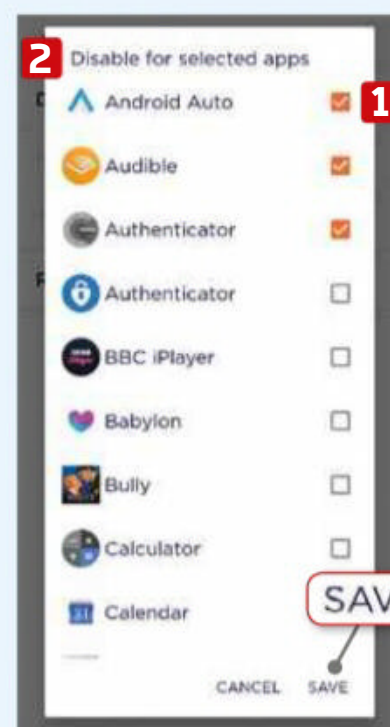 2 Disable for selected apps
Android Auto 1
Audible
Authenticator
Authenticator
BBC iPlayer
Babylon
Bully
Calculator
31 Calendar
SAV
CANCEL SAVE